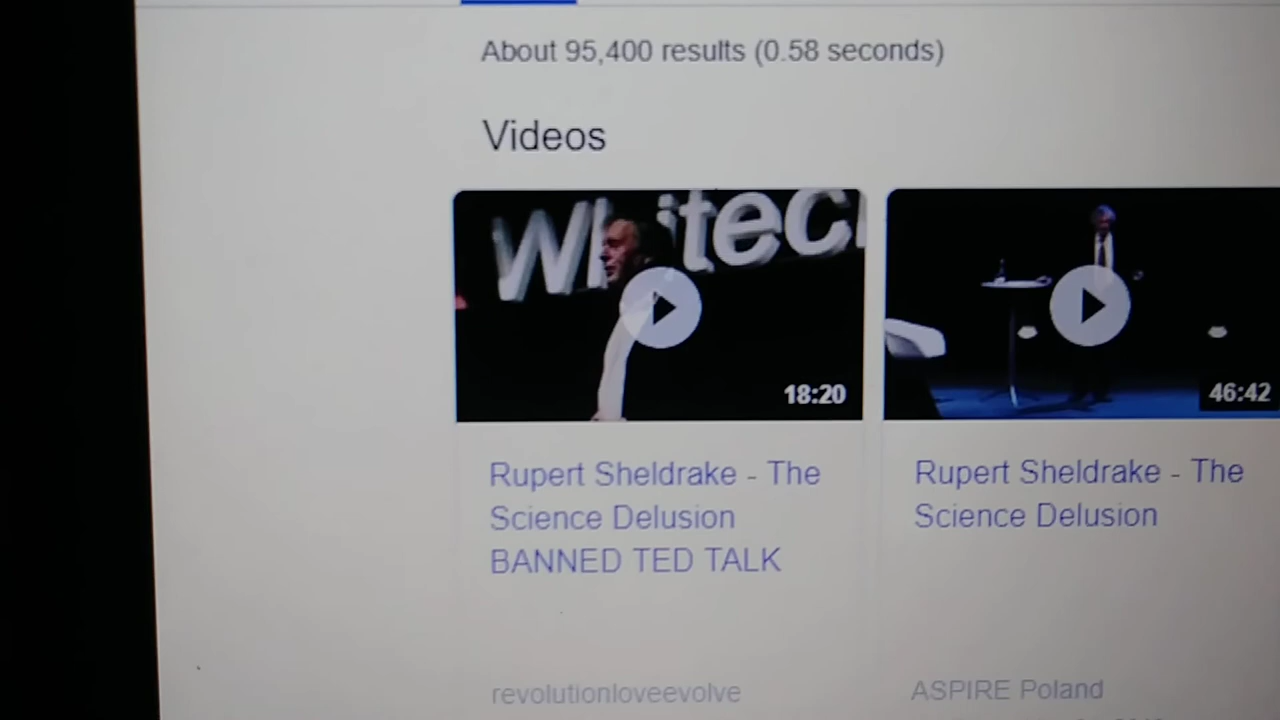 About 95,400 results (0.58 seconds)
Videos
Whitec
18:20
46:42
Rupert Sheldrake - The
Science Delusion
BANNED TED TALK
Rupert Sheldrake - The
Science Delusion
revolutionloveevolve
ASPIRE Poland